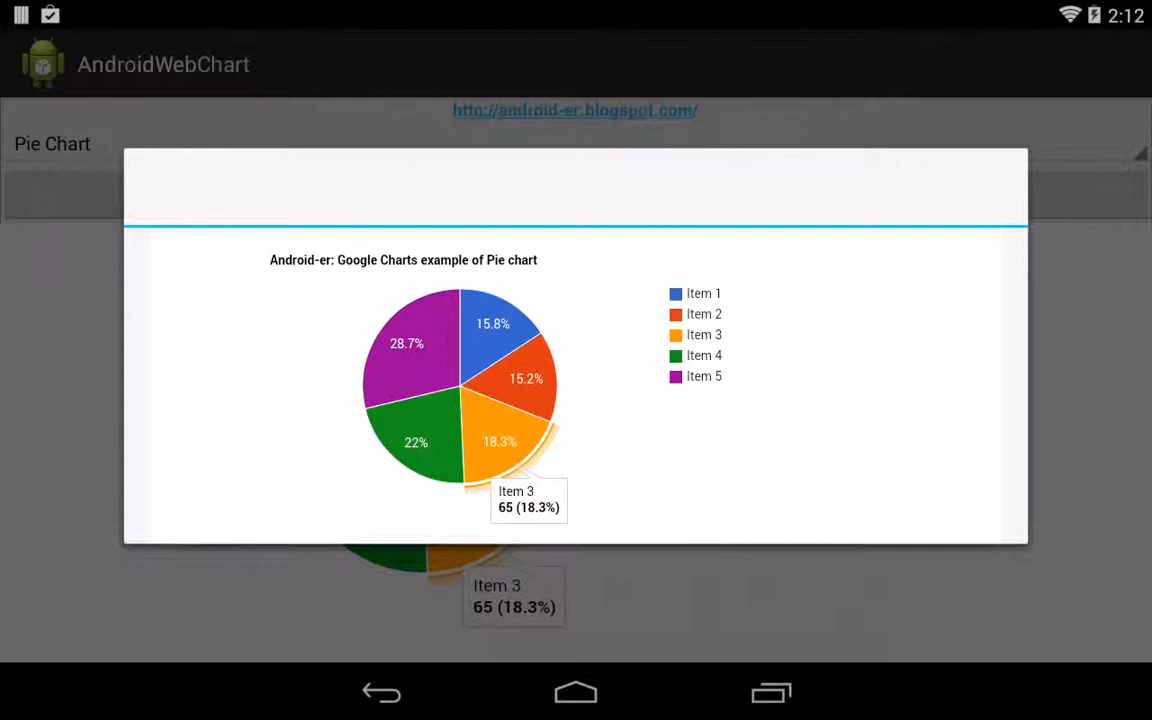 2:12
AndroidWebChart
http://android-er.blogspot.com/
Pie Chart
Android-er: Google Charts example of Pie chart
15.8%
15.2%
18.3%
22%
28.7%
Item 1
Item 2
Item 3
Item 4
Item 5
Item 3
65 (18.3%)
Item 3
65 (18.3%)